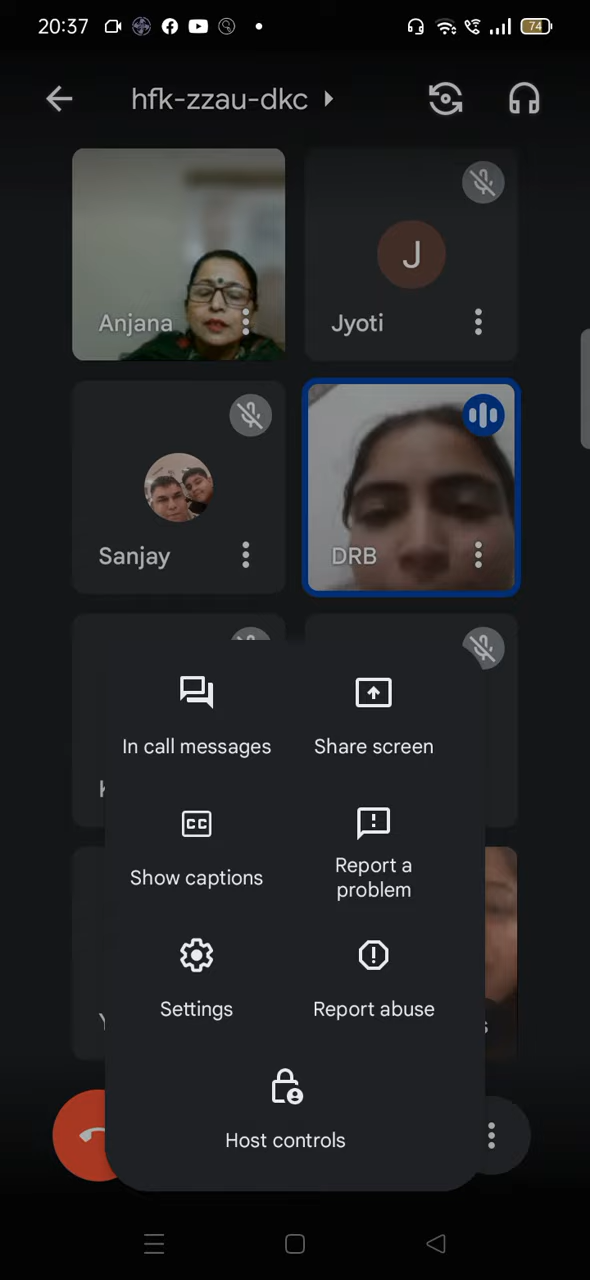 20:37
74
hfk-zzau-dkc
J
Anjana
Jyoti
Sanjay
DRB
In call messages
Share screen
Show captions
Report a
problem
Settings
Report abuse
Host controls